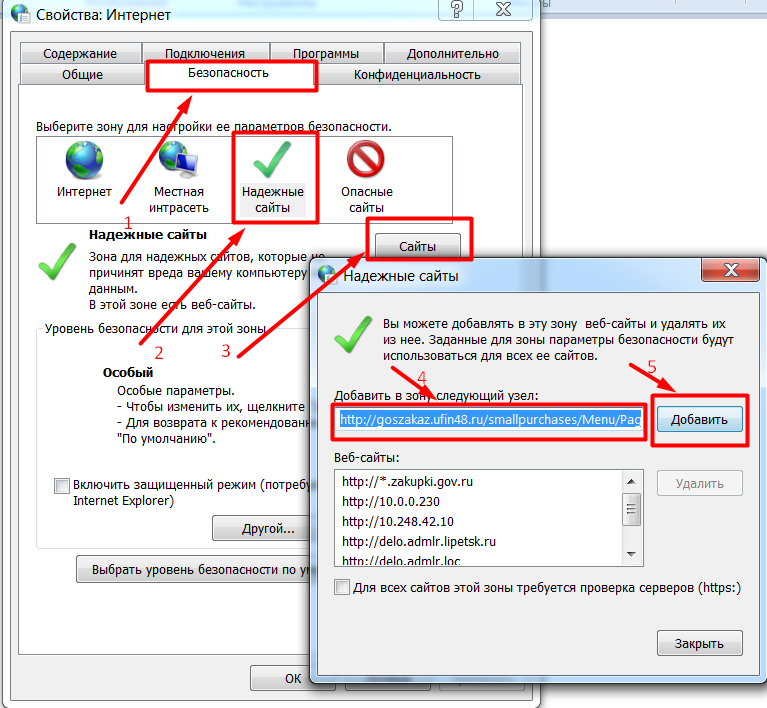 Свойства: Интернет
?
Содержание
Подключения
Программы
Дополнительно
Общие
Безопасность
Конфиденциальность
Выберите зону для настройки ее параметров безопасности.
Интернет
Местная
интрасеть
Надежные
сайты
Опасные
сайты
1
Надежные сайты
Сайты
Зона для надежных сайтов, которые не
причинят вреда вашему компьютеру
данным.
В этой зоне есть веб-сайты.
Уровень безопасности для этой зоны
2
3
Особый
Особые параметры.
- Чтобы изменить их, щелкните
- Для возврата к рекомендован
"По умолчанию".
Включить защищенный режим (потребу
Internet Explorer)
Другой...
Выбрать уровень безопасности по у
ОК
Надежные сайты
Вы можете добавлять в эту зону веб-сайты и удалять их
из нее. Заданные для зоны параметры безопасности будут
использоваться для всех ее сайтов.
4
5
Добавить в зону следующий узел:
http://goszakaz.ufin48.ru/smallpurchases/Menu/Pag
Добавить
Веб-сайты:
http://*.zakupki.gov.ru
http://10.0.0.230
http://10.248.42.10
http://delo.admlr.lipetsk.ru
http://delo.admlr.loc
Удалить
Для всех сайтов этой зоны требуется проверка серверов (https:)
Закрыть